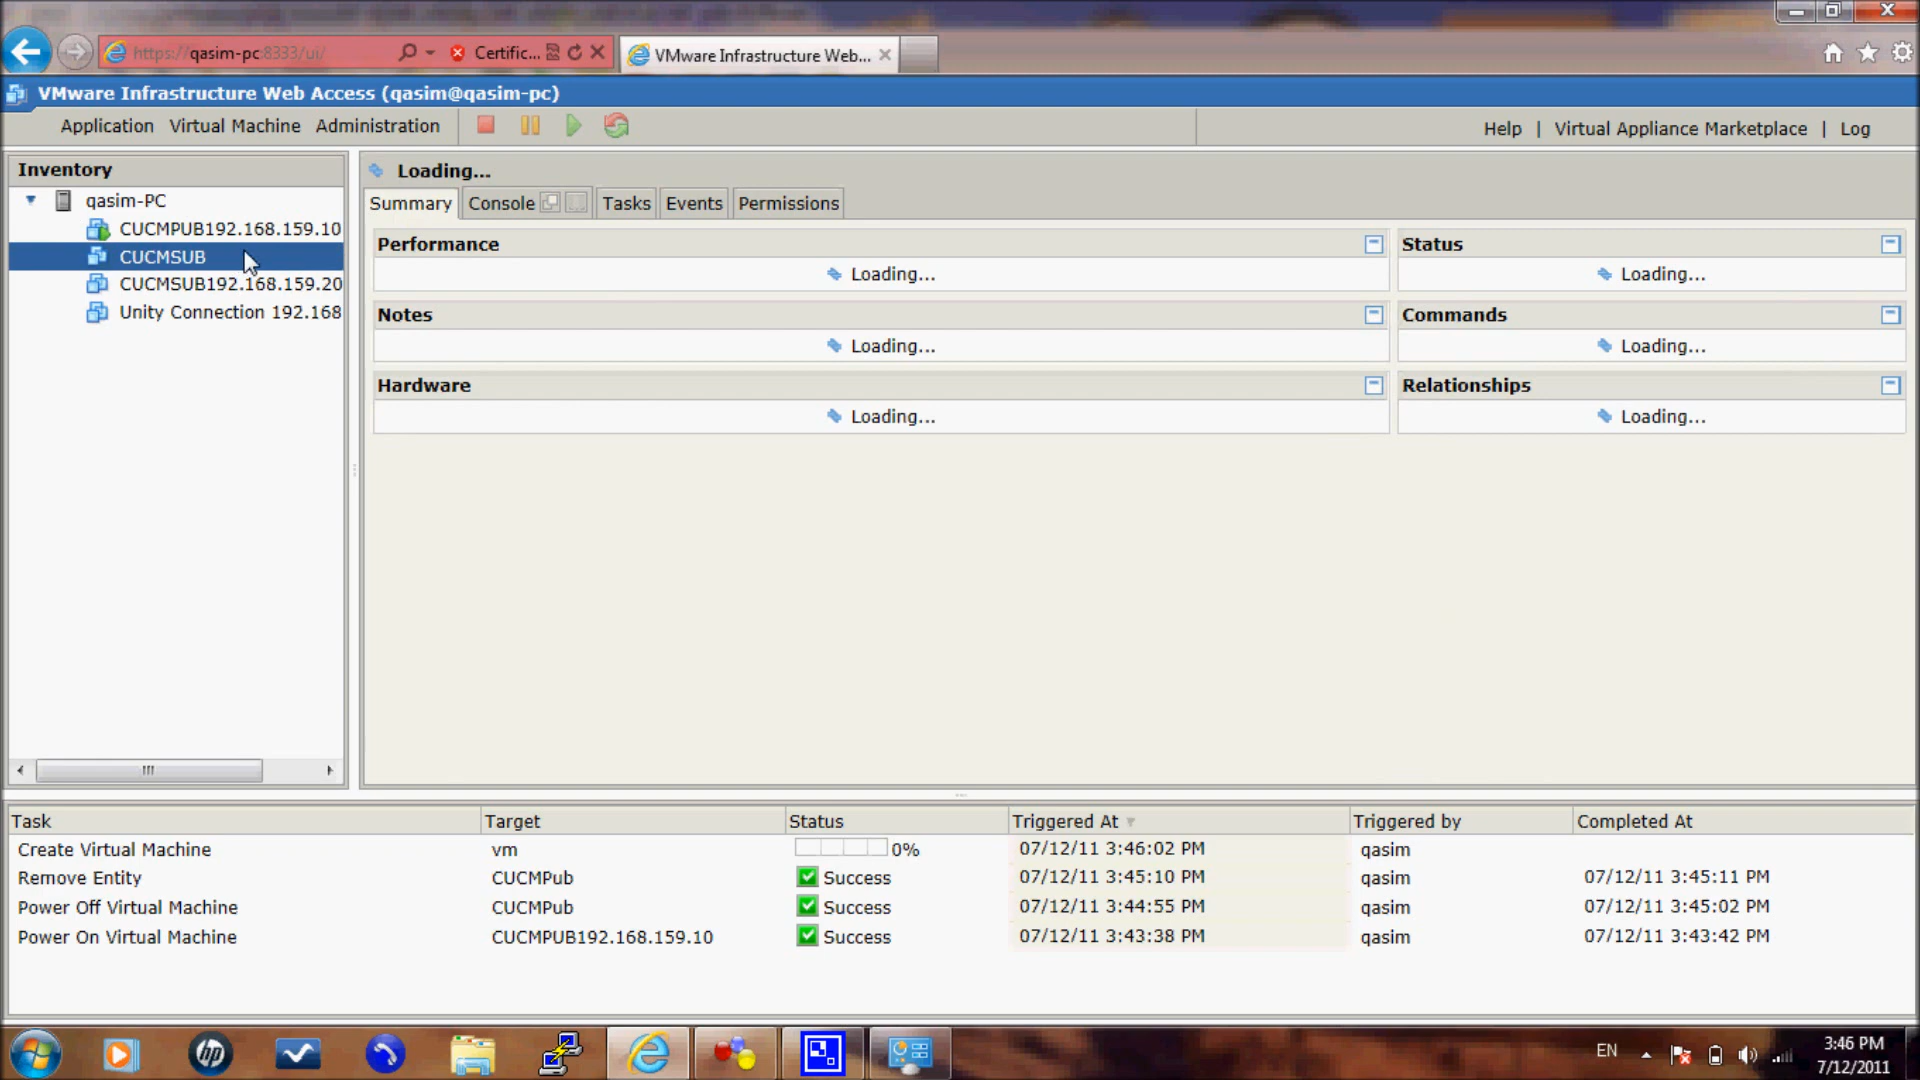 https://qasim-pc:8333/ui/
Certific...
VMware Infrastructure Web...
VMware Infrastructure Web Access (qasim@qasim-pc)
Application Virtual Machine Administration
Help | Virtual Appliance Marketplace | Log
Inventory
qasim-PC
CUCMPUB192.168.159.10
CUCMSUB
CUCMSUB192.168.159.20
Unity Connection 192.168
Loading...
Summary Console Tasks Events Permissions
Performance
Loading...
Notes
Loading...
Hardware
Loading...
Status
Loading...
Commands
Loading...
Relationships
Loading...
Task Target Status Triggered At Triggered by Completed At
Create Virtual Machine vm 0% 07/12/11 3:46:02 PM qasim
Remove Entity CUCMPub Success 07/12/11 3:45:10 PM qasim 07/12/11 3:45:11 PM
Power Off Virtual Machine CUCMPub Success 07/12/11 3:44:55 PM qasim 07/12/11 3:45:02 PM
Power On Virtual Machine CUCMPUB192.168.159.10 Success 07/12/11 3:43:38 PM qasim 07/12/11 3:43:42 PM
hp
EN
3:46 PM
7/12/2011